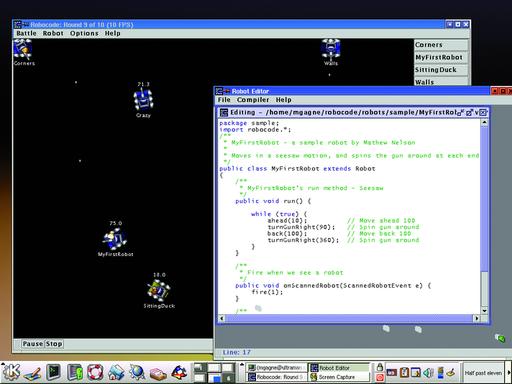 Robocode: Round 9 of 10 (10 FPS)
Battle Robot Options Help
Corners
Walls
71.3
Crazy
75.0
MyFirstRobot
18.0
SittingDuck
Corners
MyFirstRobot
SittingDuck
Walls
Pause Stop
Robot Editor
File Compiler Help
Editing - /home/mgagne/robocode/robots/sample/MyFirstRo
package sample;
import robocode.*;
/**
* MyFirstRobot - a sample robot by Mathew Nelson
*
* Moves in a seesaw motion, and spins the gun around at each end
*/
public class MyFirstRobot extends Robot
{
/**
* MyFirstRobot's run method - Seesaw
*/
public void run() {
while (true) {
ahead(10); // Move ahead 100
turnGunRight(90); // Spin gun around
back(100); // Move back 100
turnGunRight(360); // Spin gun around
}
}
/**
* Fire when we see a robot
*/
public void onScannedRobot(ScannedRobotEvent e) {
fire(1);
}
/**
Line: 17
Robot Editor
Robocode: Round 9
Screen Capture
Half past eleven